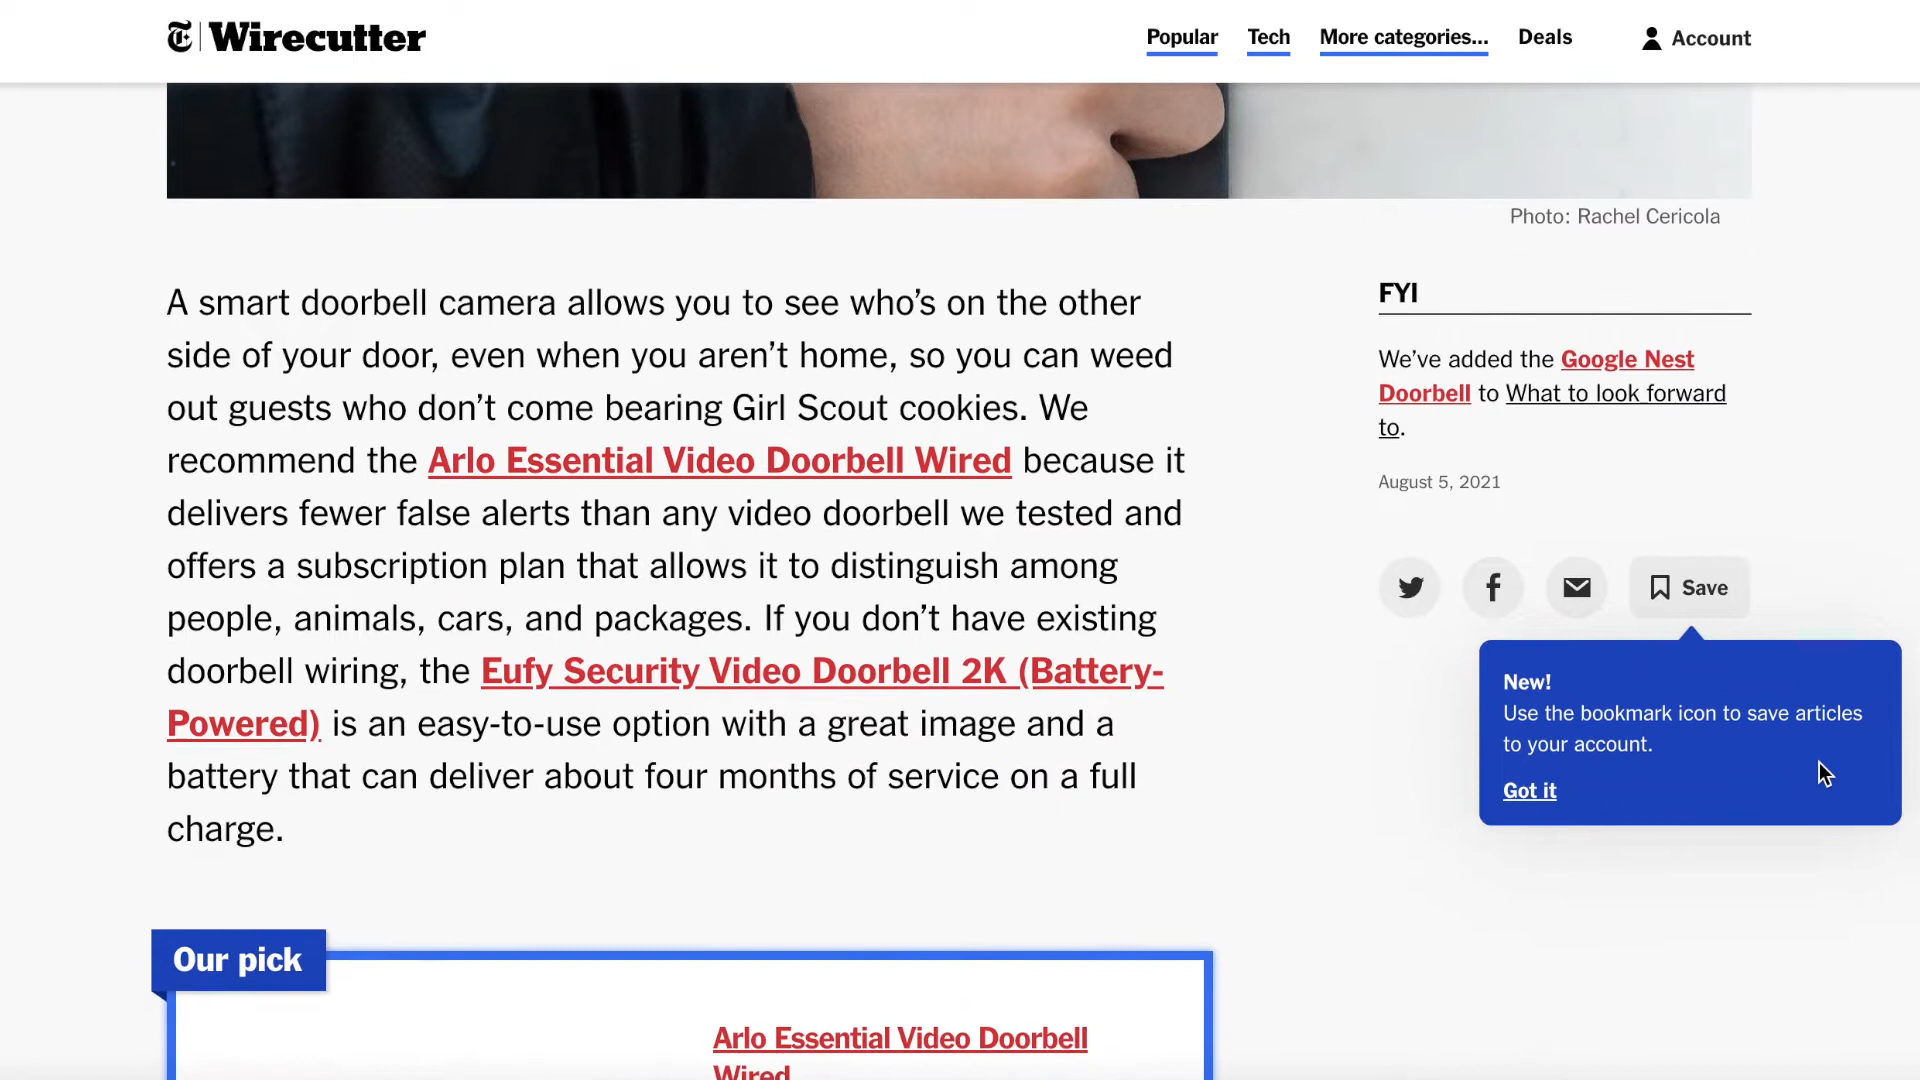 Wirecutter
Popular Tech More categories... Deals Account
Photo: Rachel Cericola
A smart doorbell camera allows you to see who’s on the other
side of your door, even when you aren’t home, so you can weed
out guests who don’t come bearing Girl Scout cookies. We
recommend the Arlo Essential Video Doorbell Wired because it
delivers fewer false alerts than any video doorbell we tested and
offers a subscription plan that allows it to distinguish among
people, animals, cars, and packages. If you don’t have existing
doorbell wiring, the Eufy Security Video Doorbell 2K (Battery-
Powered) is an easy-to-use option with a great image and a
battery that can deliver about four months of service on a full
charge.
FYI
We’ve added the Google Nest
Doorbell to What to look forward
to.
August 5, 2021
Save
New!
Use the bookmark icon to save articles
to your account.
Got it
Our pick
Arlo Essential Video Doorbell
Wired